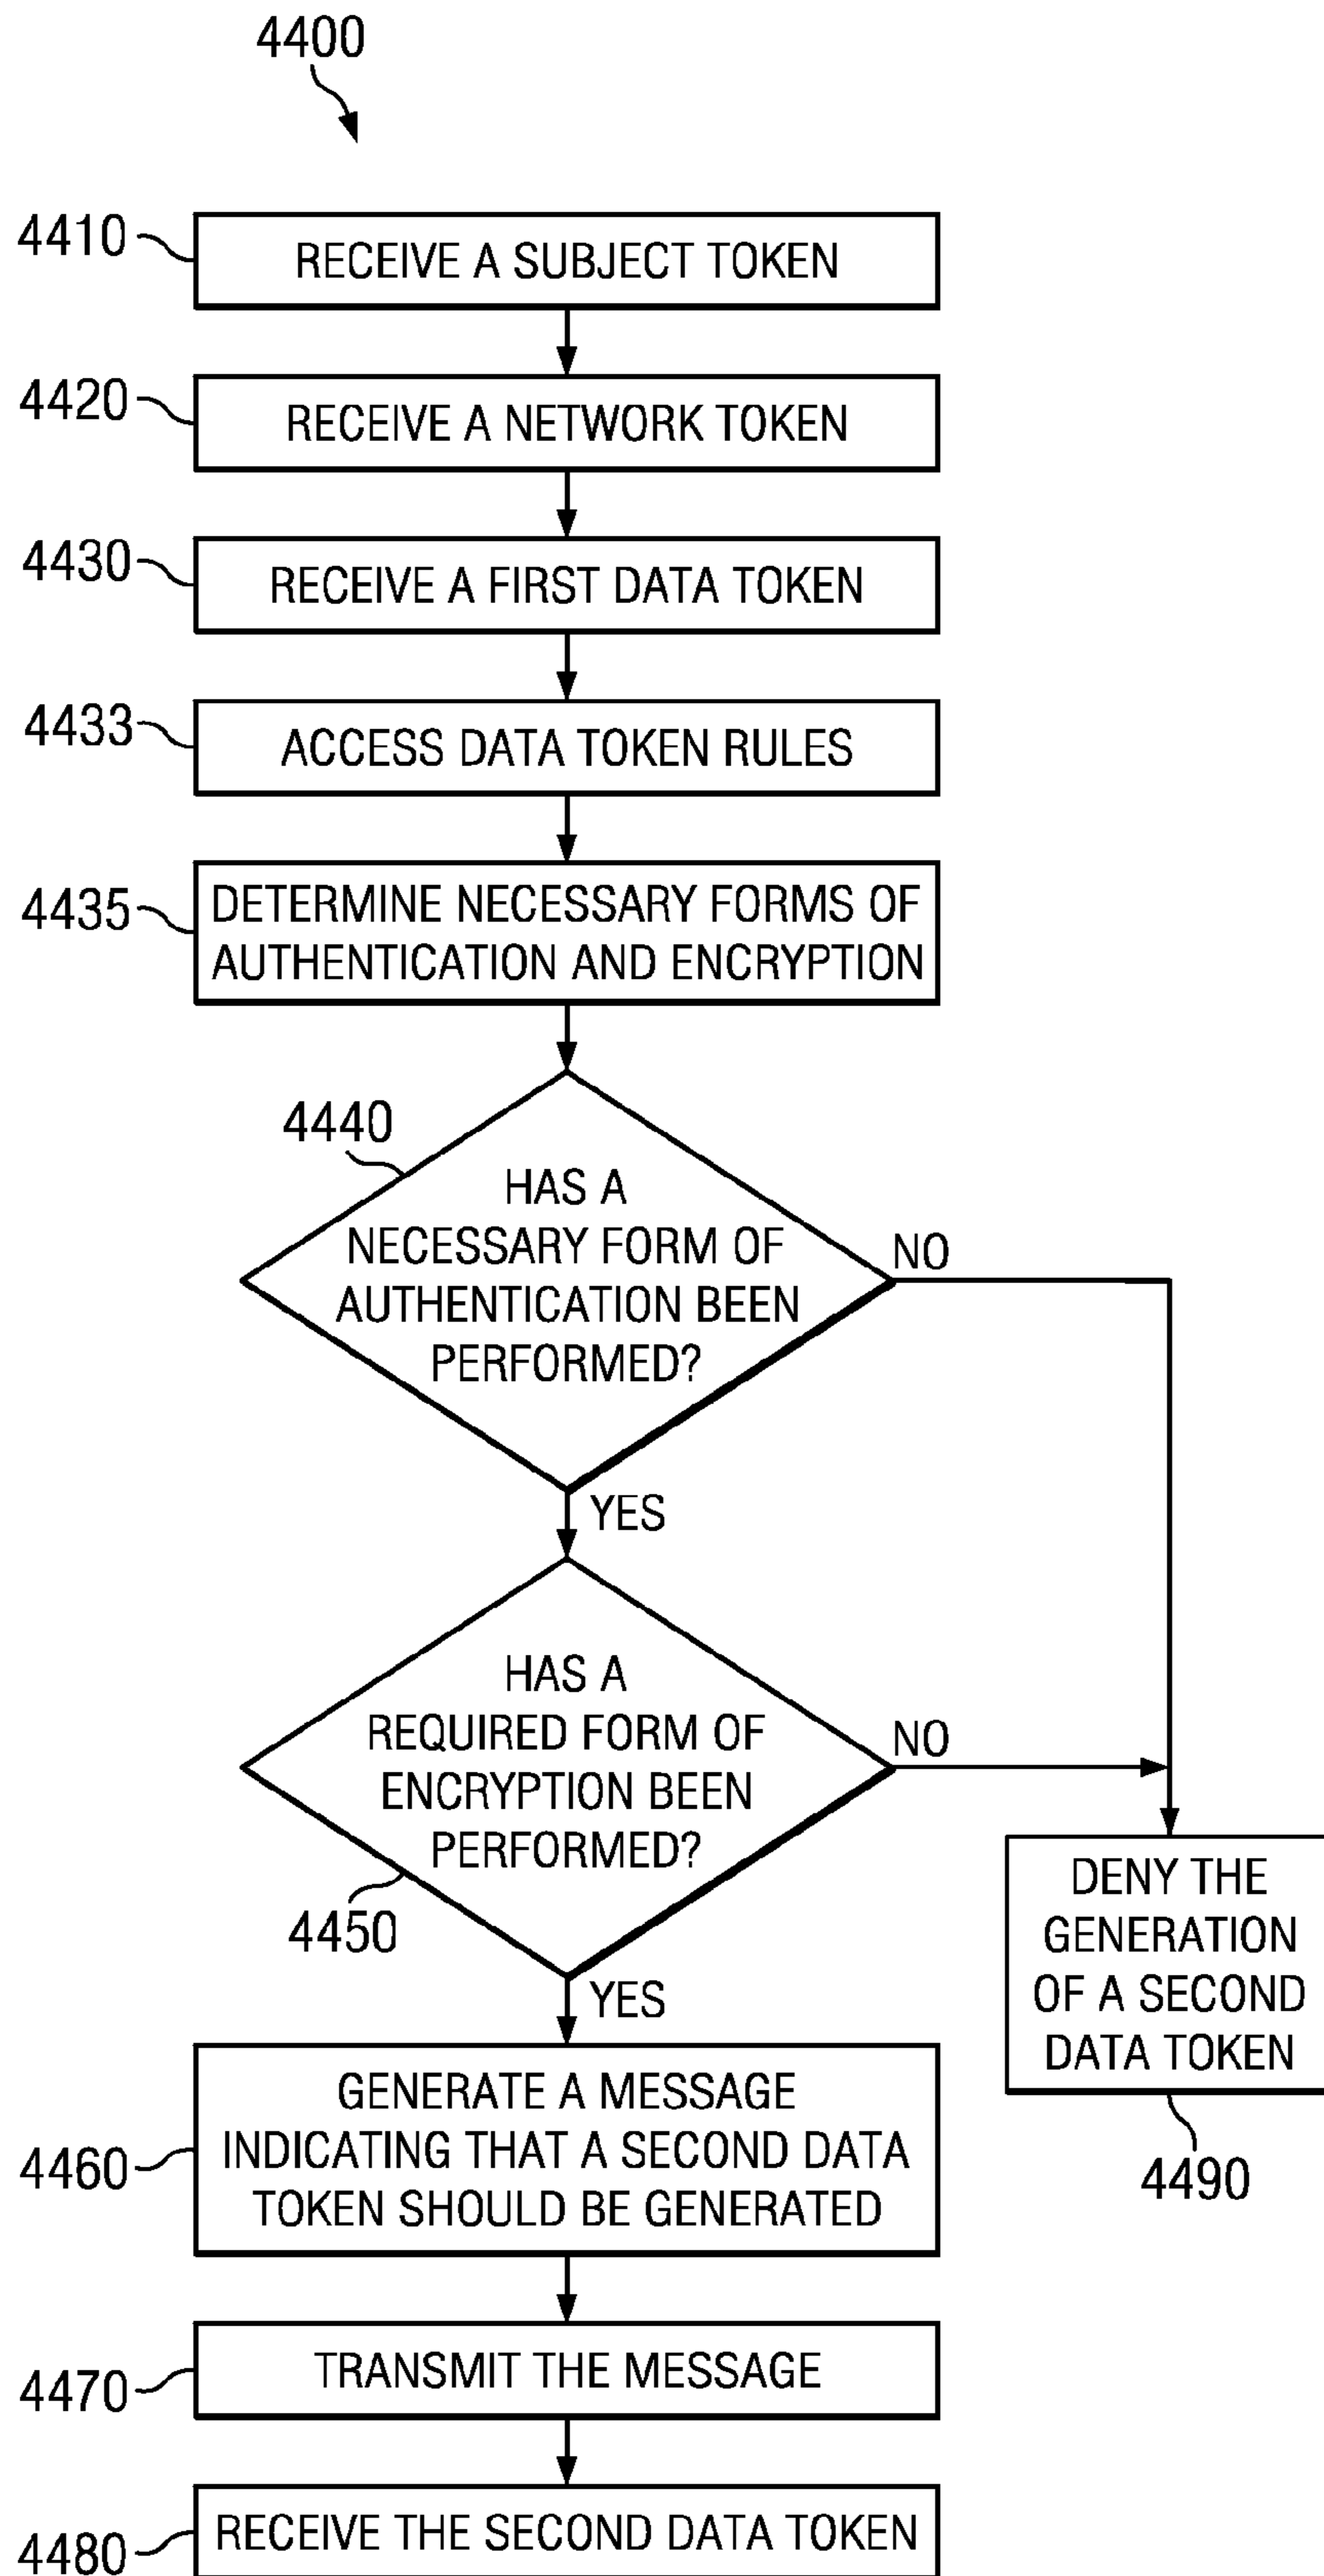 4400
4410
RECEIVE A SUBJECT TOKEN
4420
RECEIVE A NETWORK TOKEN
4430
RECEIVE A FIRST DATA TOKEN
4433
ACCESS DATA TOKEN RULES
4435
DETERMINE NECESSARY FORMS OF
AUTHENTICATION AND ENCRYPTION
4440
HAS A
NECESSARY FORM OF
AUTHENTICATION BEEN
PERFORMED?
NO
YES
HAS A
REQUIRED FORM OF
ENCRYPTION BEEN
PERFORMED?
NO
4450
YES
DENY THE
GENERATION
OF A SECOND
DATA TOKEN
4490
4460
GENERATE A MESSAGE
INDICATING THAT A SECOND DATA
TOKEN SHOULD BE GENERATED
4470
TRANSMIT THE MESSAGE
4480
RECEIVE THE SECOND DATA TOKEN